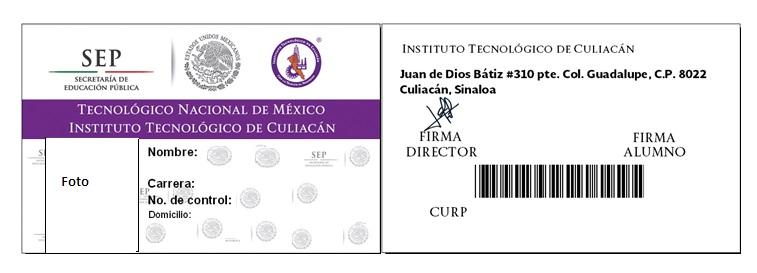 SEP
SECRETARÍA DE
EDUCACIÓN PÚBLICA
ESTADOS UNIDOS MEXICANOS
TECNOLÓGICO NACIONAL DE MÉXICO
INSTITUTO TECNOLÓGICO DE CULIACÁN
Foto
Nombre:
SEP
Carrera:
SEP
No. de control:
Domicilio:
INSTITUTO TECNOLÓGICO DE CULIACÁN
Juan de Dios Bátiz #310 pte. Col. Guadalupe, C.P. 8022
Culiacán, Sinaloa
FIRMA
DIRECTOR
FIRMA
ALUMNO
CURP